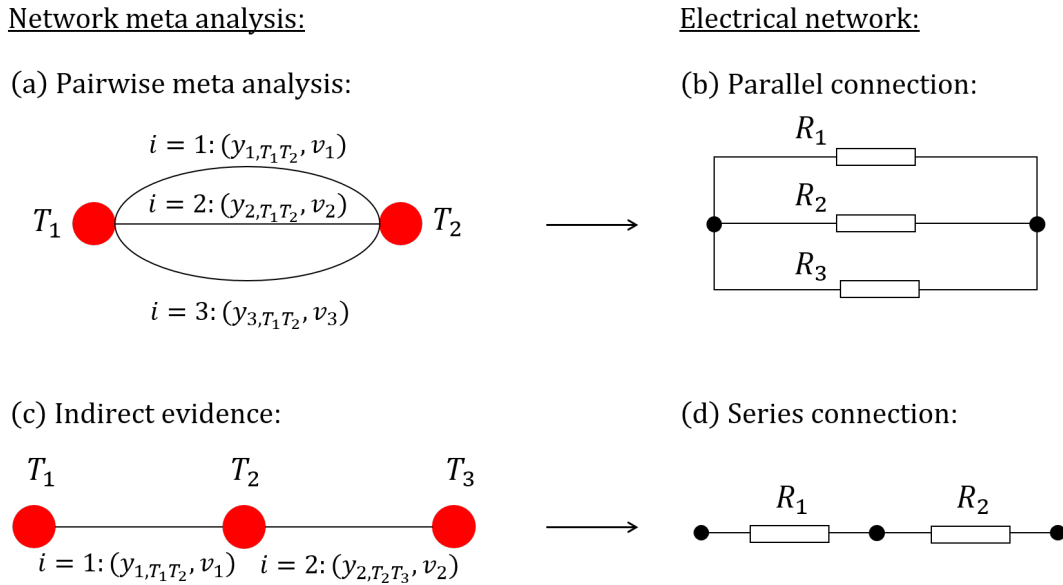 Network meta analysis:
Electrical network:
(a) Pairwise meta analysis:
(b) Parallel connection:
i = 1: (y₁,T₁T₂, v₁)
i = 2: (y₂,T₁T₂, v₂)
i = 3: (y₃,T₁T₂, v₃)
T₁
T₂
R₁
R₂
R₃
(c) Indirect evidence:
(d) Series connection:
T₁
T₂
T₃
i = 1: (y₁,T₁T₂, v₁)
i = 2: (y₂,T₂T₃, v₂)
R₁
R₂